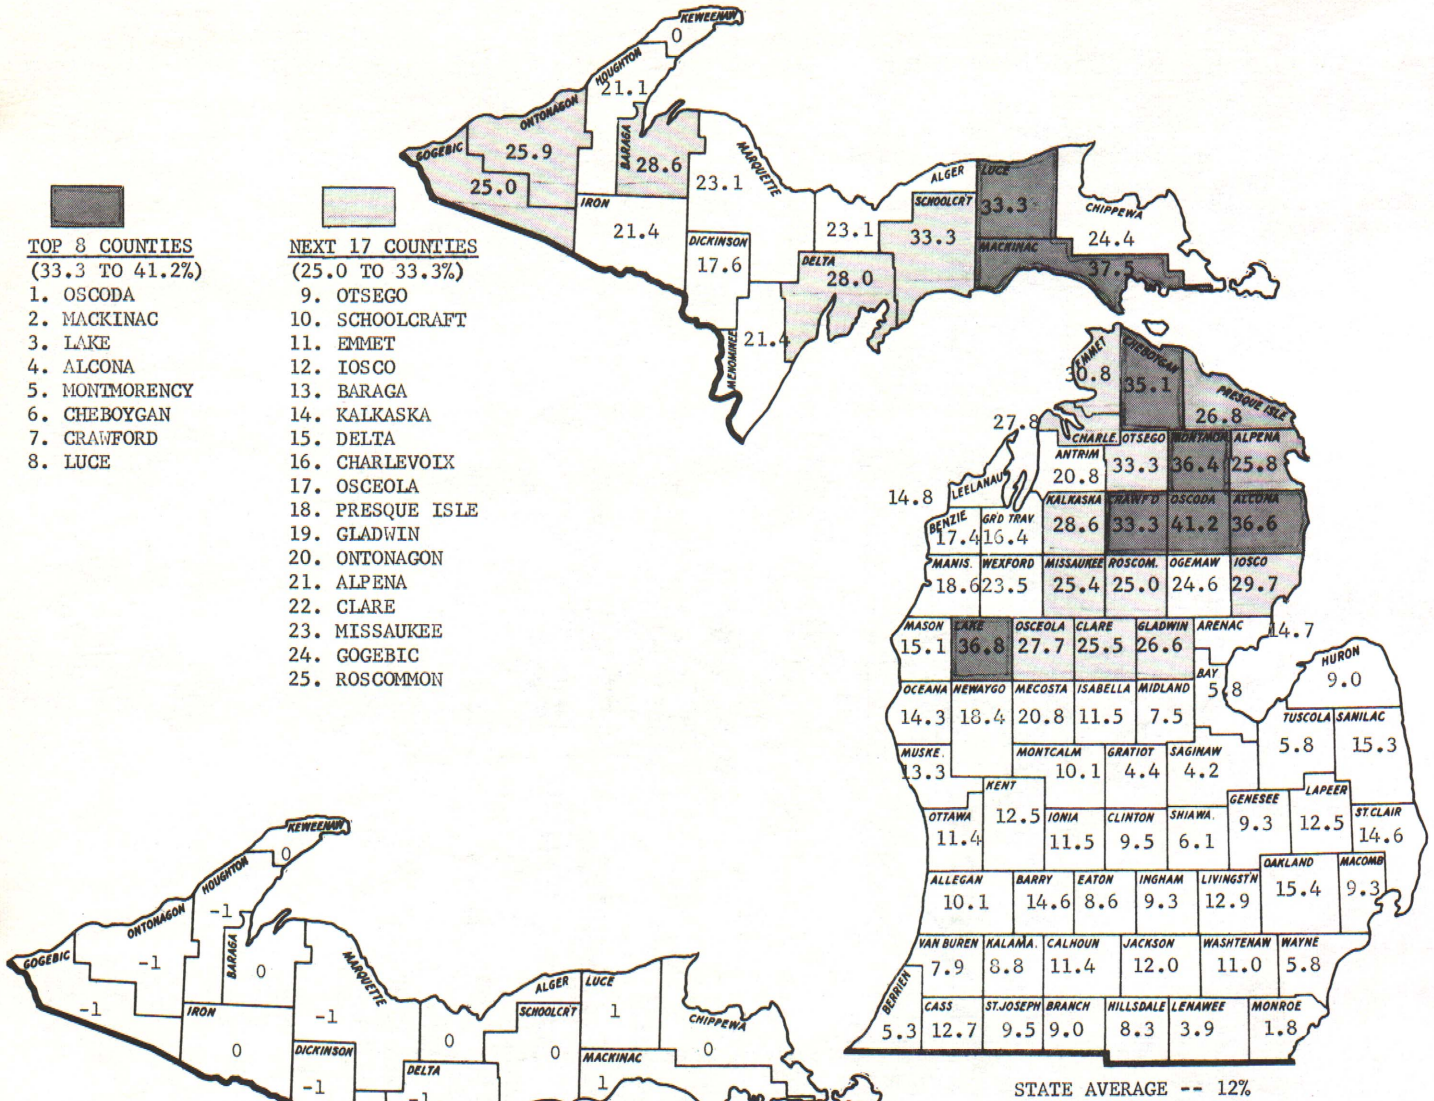 KEWEENAW
0
HOUGHTON
21.1
ONTONAGON
25.9
GOGEBIC
25.0
BARAGA
28.6
MARQUETTE
23.1
IRON
21.4
DICKINSON
17.6
MENOMINEE
21.4
ALGER
23.1
DELTA
28.0
SCHOOLCR'T
33.3
LUCE
33.3
MACKINAC
37.5
CHIPPEWA
24.4
TOP 8 COUNTIES
(33.3 TO 41.2%)
1. OSCODA
2. MACKINAC
3. LAKE
4. ALCONA
5. MONTMORENCY
6. CHEBOYGAN
7. CRAWFORD
8. LUCE
NEXT 17 COUNTIES
(25.0 TO 33.3%)
9. OTSEGO
10. SCHOOLCRAFT
11. EMMET
12. IOSCO
13. BARAGA
14. KALKASKA
15. DELTA
16. CHARLEVOIX
17. OSCEOLA
18. PRESQUE ISLE
19. GLADWIN
20. ONTONAGON
21. ALPENA
22. CLARE
23. MISSAUKEE
24. GOGEBIC
25. ROSCOMMON
EMMET
30.8
CHEBOYGAN
35.1
PRESQUE ISLE
26.8
27.8
CHARLE. OTSEGO MONTMOR. ALPENA
ANTRIM
20.8 33.3 36.4 25.8
14.8 LEELANAU
KALKASKA CRAWF'D OSCODA ALCONA
28.6 33.3 41.2 36.6
BENZIE GR'D TRAV
17.4 16.4
MANIS. WEXFORD MISSAUKEE ROSCOM. OGEMAW IOSCO
18.6 23.5 25.4 25.0 24.6 29.7
MASON LAKE OSCEOLA CLARE GLADWIN ARENAC 14.7
15.1 36.8 27.7 25.5 26.6
BAY
5.8
HURON
9.0
OCEANA NEWAYGO MECOSTA ISABELLA MIDLAND
14.3 18.4 20.8 11.5 7.5
TUSCOLA SANILAC
5.8 15.3
MUSKE. MONTCALM GRATIOT SAGINAW
13.3 10.1 4.4 4.2
KENT
12.5
GENESEE LAPEER
9.3 12.5
OTTAWA IONIA CLINTON SHIAWA. ST.CLAIR
11.4 11.5 9.5 6.1 14.6
OAKLAND MACOMB
15.4 9.3
ALLEGAN BARRY EATON INGHAM LIVINGST'N
10.1 14.6 8.6 9.3 12.9
VAN BUREN KALAMA. CALHOUN JACKSON WASHTENAW WAYNE
7.9 8.8 11.4 12.0 11.0 5.8
BERRIEN CASS ST.JOSEPH BRANCH HILLSDALE LENAWEE MONROE
5.3 12.7 9.5 9.0 8.3 3.9 1.8
STATE AVERAGE -- 12%
KEWEENAW
0
HOUGHTON
-1
ONTONAGON
-1
GOGEBIC
-1
BARAGA
0
MARQUETTE
-1
IRON
0
DICKINSON
-1
ALGER
0
DELTA
-1
SCHOOLCR'T
0
LUCE
1
MACKINAC
1
CHIPPEWA
0